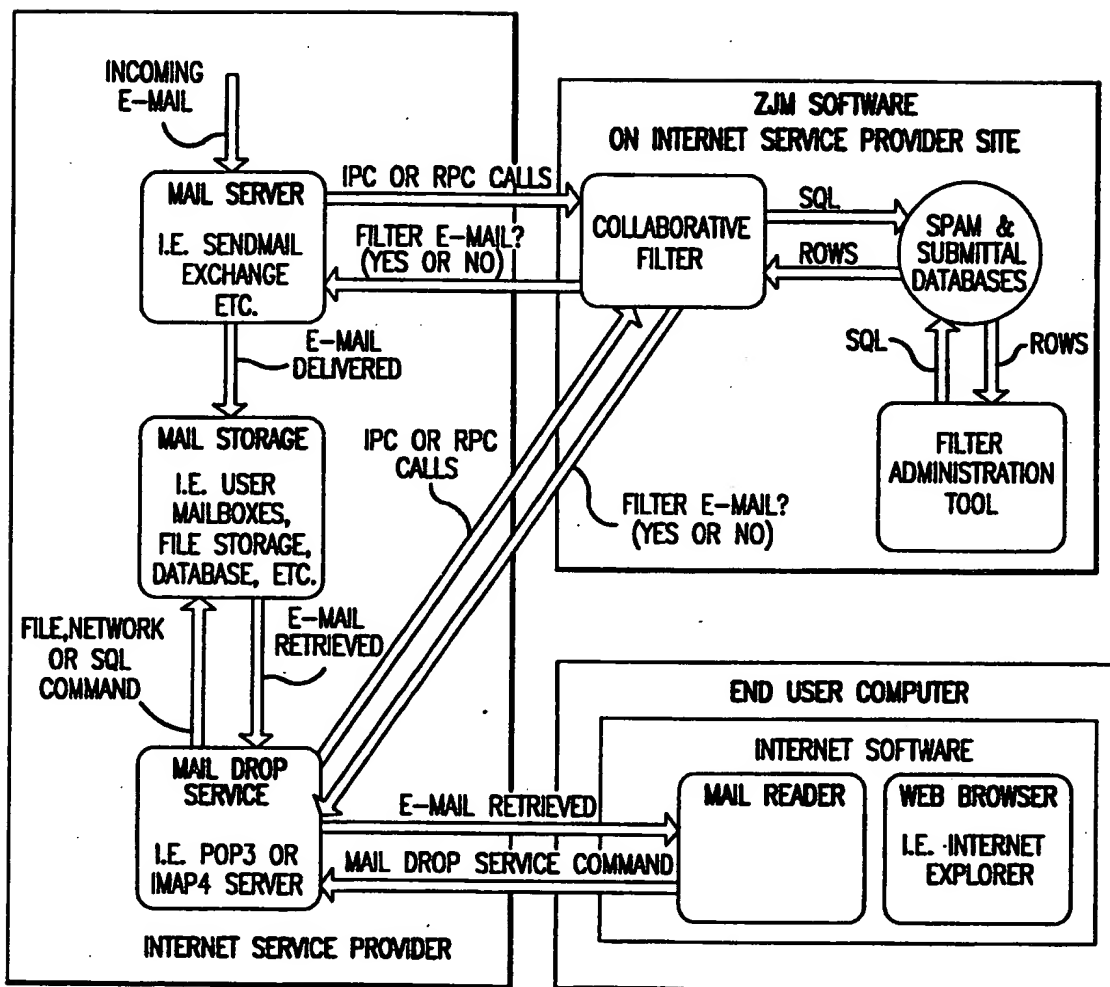 INCOMING
E-MAIL
MAIL SERVER
I.E. SENDMAIL
EXCHANGE
ETC.
IPC OR RPC CALLS
FILTER E-MAIL?
(YES OR NO)
E-MAIL
DELIVERED
MAIL STORAGE
I.E. USER
MAILBOXES,
FILE STORAGE,
DATABASE, ETC.
FILE,NETWORK
OR SQL
COMMAND
E-MAIL
RETRIEVED
MAIL DROP
SERVICE
I.E. POP3 OR
IMAP4 SERVER
INTERNET SERVICE PROVIDER
IPC OR RPC
CALLS
FILTER E-MAIL?
(YES OR NO)
ZJM SOFTWARE
ON INTERNET SERVICE PROVIDER SITE
COLLABORATIVE
FILTER
SQL
ROWS
SPAM &
SUBMITTAL
DATABASES
SQL
ROWS
FILTER
ADMINISTRATION
TOOL
END USER COMPUTER
INTERNET SOFTWARE
MAIL READER
WEB BROWSER
I.E. INTERNET
EXPLORER
E-MAIL RETRIEVED
MAIL DROP SERVICE COMMAND